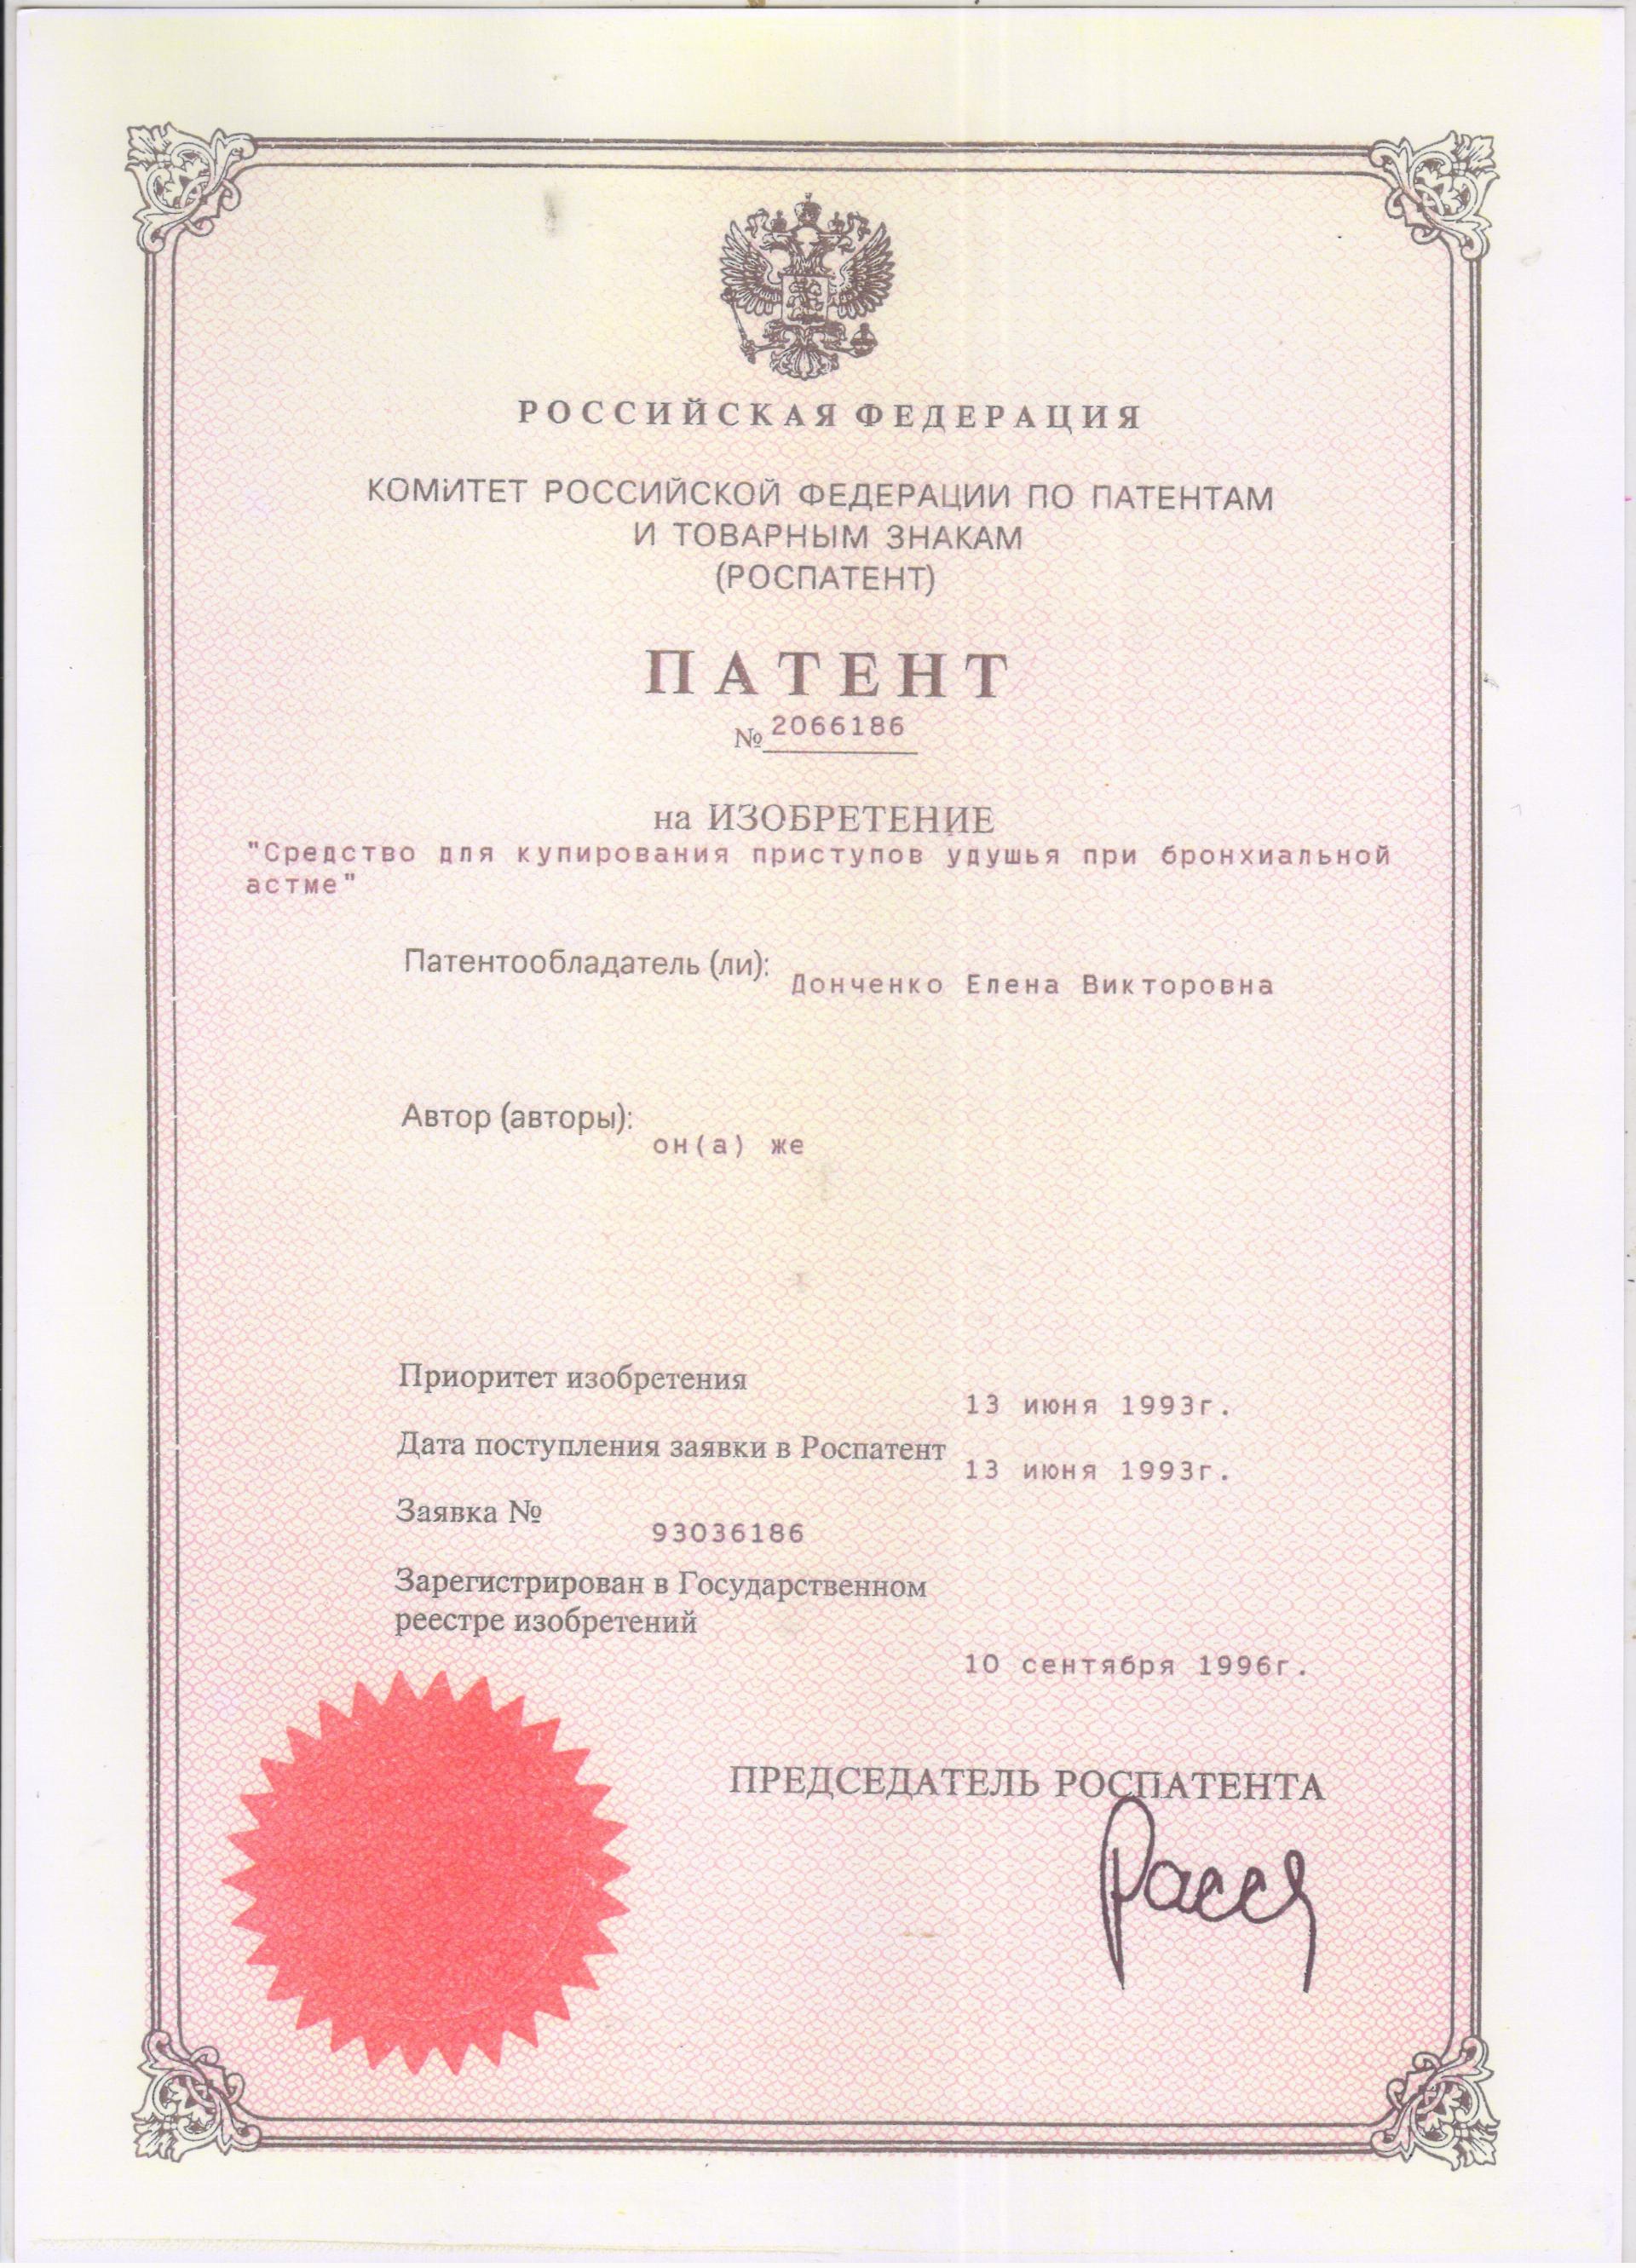 РОССИЙСКАЯ ФЕДЕРАЦИЯ
КОМИТЕТ РОССИЙСКОЙ ФЕДЕРАЦИИ ПО ПАТЕНТАМ
И ТОВАРНЫМ ЗНАКАМ
(РОСПАТЕНТ)
ПАТЕНТ
№ 2066186
на ИЗОБРЕТЕНИЕ
"Средство для купирования приступов удушья при бронхиальной
астме"
Патентообладатель (ли): Донченко Елена Викторовна
Автор (авторы): он(а) же
Приоритет изобретения 13 июня 1993г.
Дата поступления заявки в Роспатент 13 июня 1993г.
Заявка № 93036186
Зарегистрирован в Государственном
реестре изобретений
10 сентября 1996г.
ПРЕДСЕДАТЕЛЬ РОСПАТЕНТА